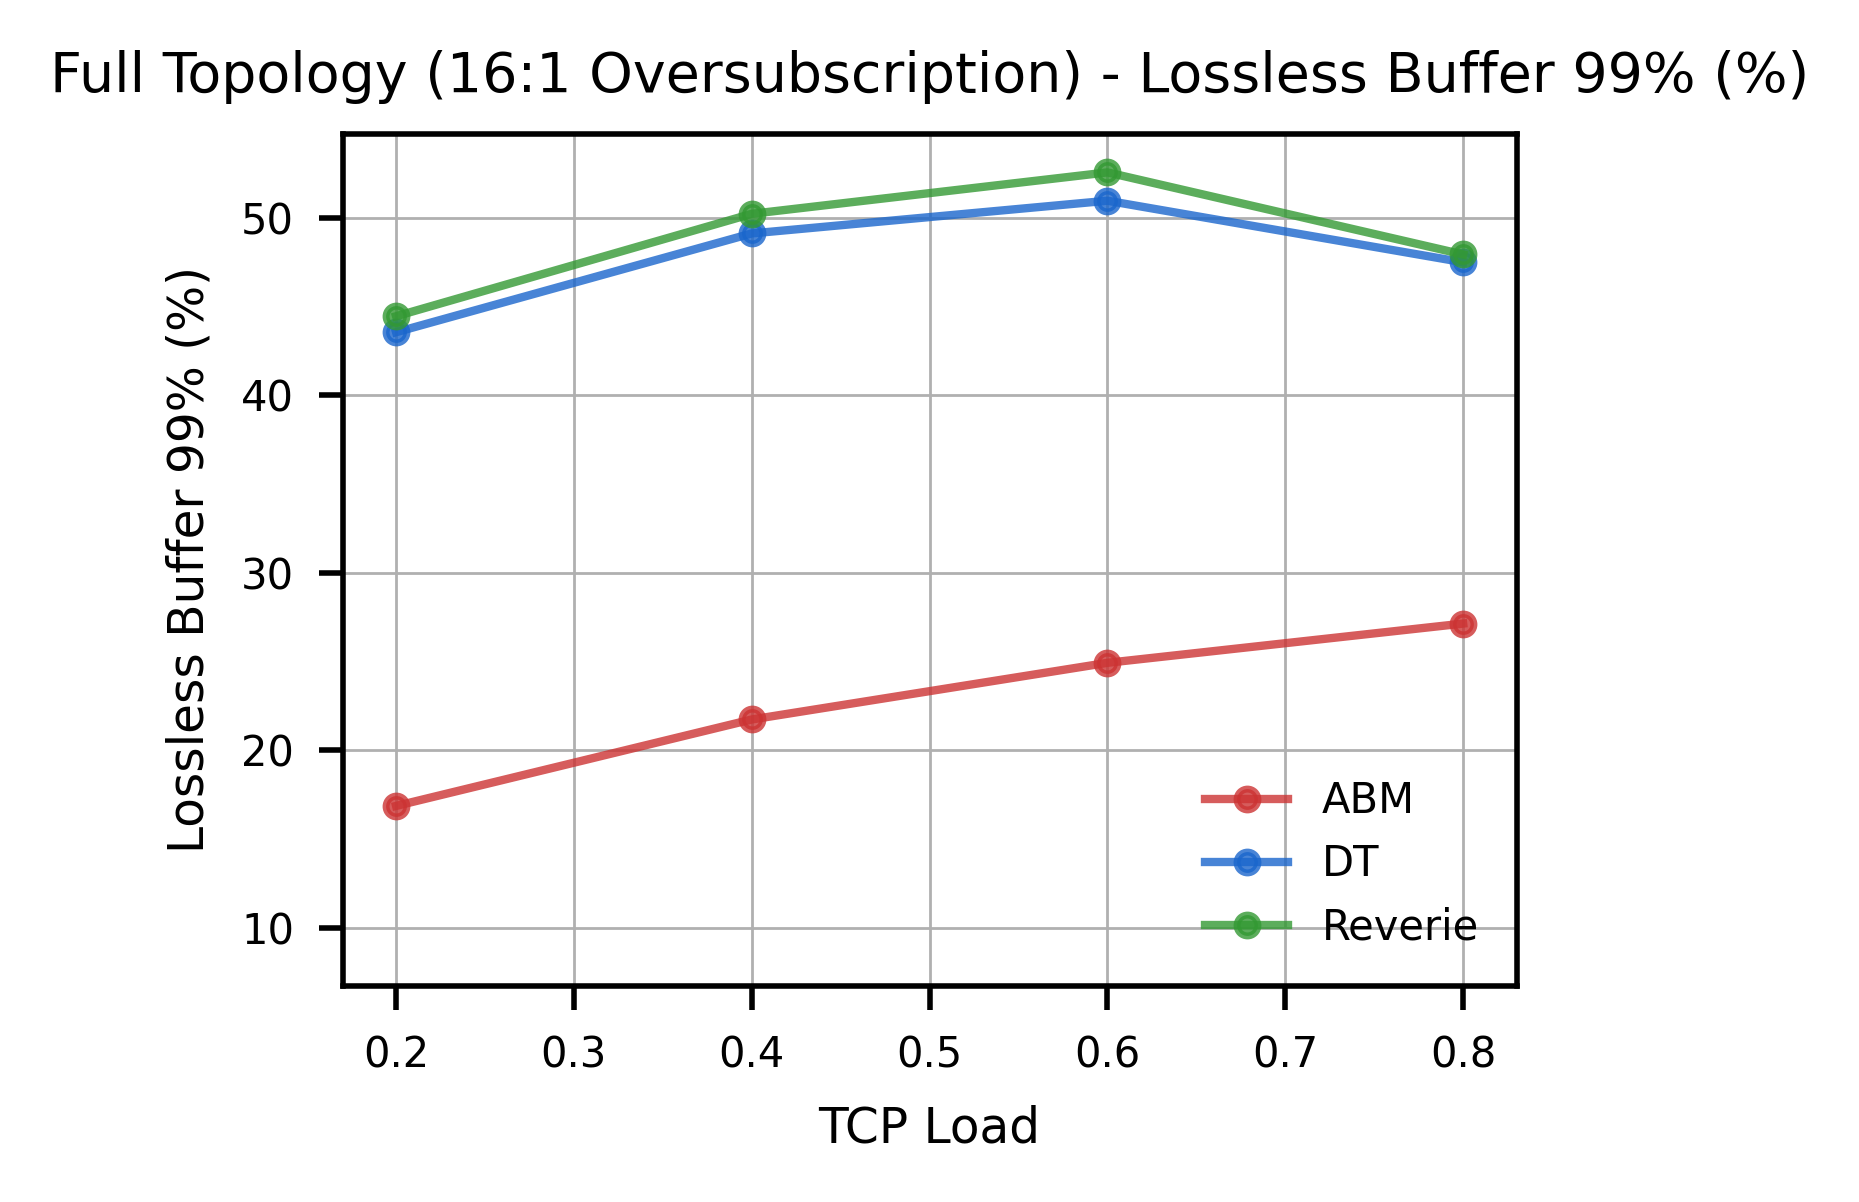 Full Topology (16:1 Oversubscription) - Lossless Buffer 99% (%)
Lossless Buffer 99% (%)
50
40
30
20
10
ABM
DT
Reverie
0.2 0.3 0.4 0.5 0.6 0.7 0.8
TCP Load